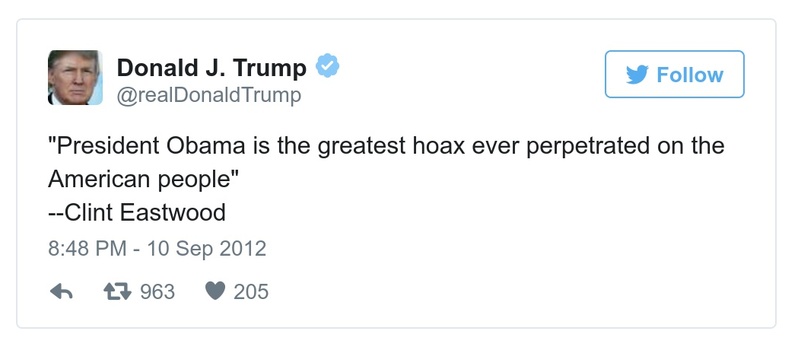 Donald J. Trump
@realDonaldTrump
Follow
"President Obama is the greatest hoax ever perpetrated on the
American people"
--Clint Eastwood
8:48 PM - 10 Sep 2012
963 205